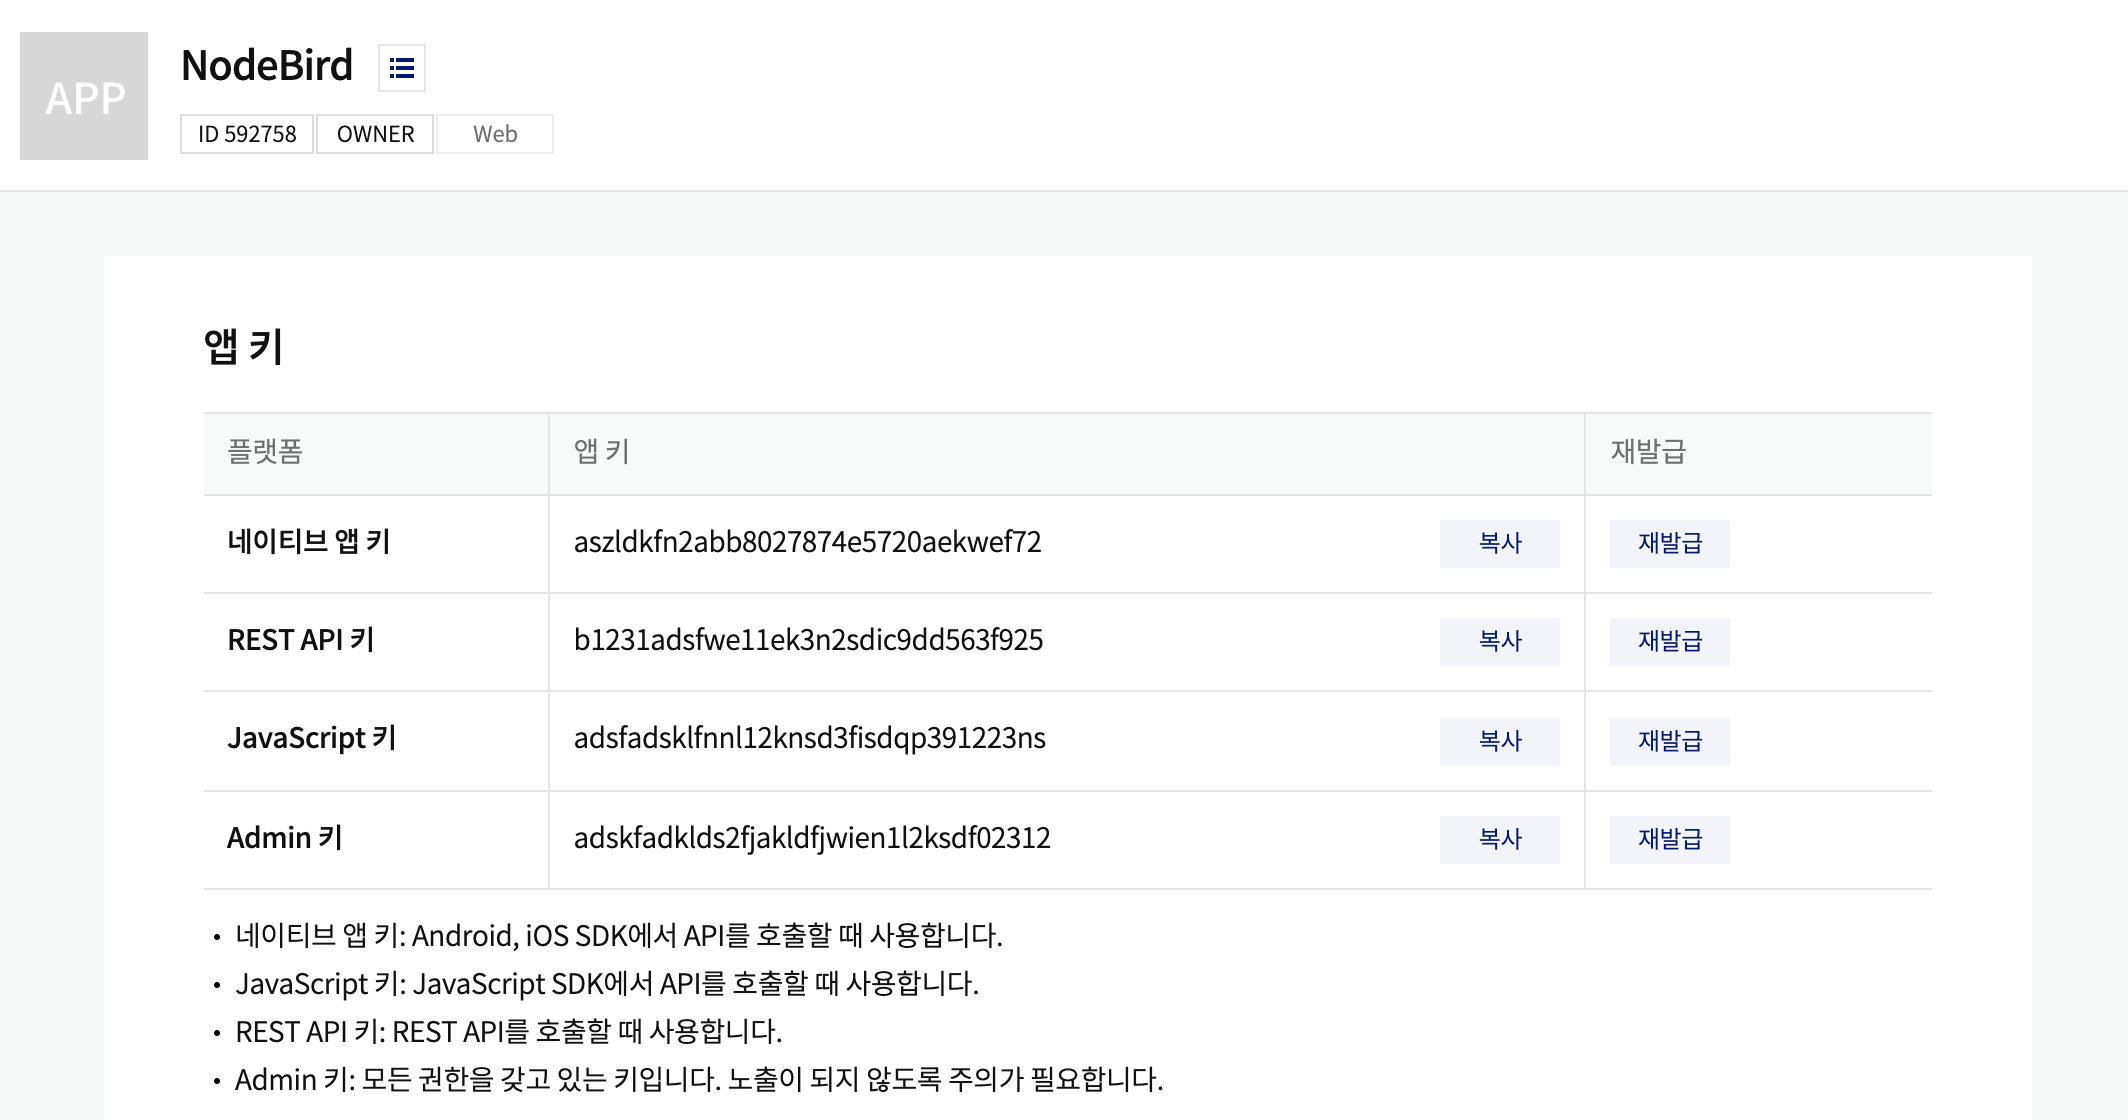 APP
NodeBird
ID 592758 OWNER Web
앱 키
플랫폼 앱 키 재발급
네이티브 앱 키 aszldkfn2abb8027874e5720aekwef72 복사 재발급
REST API 키 b1231adsfwe11ek3n2sdic9dd563f925 복사 재발급
JavaScript 키 adsfadsklfnnl12knsd3fisdqp391223ns 복사 재발급
Admin 키 adskfadklds2fjakldfjwien1l2ksdf02312 복사 재발급
• 네이티브 앱 키: Android, iOS SDK에서 API를 호출할 때 사용합니다.
• JavaScript 키: JavaScript SDK에서 API를 호출할 때 사용합니다.
• REST API 키: REST API를 호출할 때 사용합니다.
• Admin 키: 모든 권한을 갖고 있는 키입니다. 노출이 되지 않도록 주의가 필요합니다.